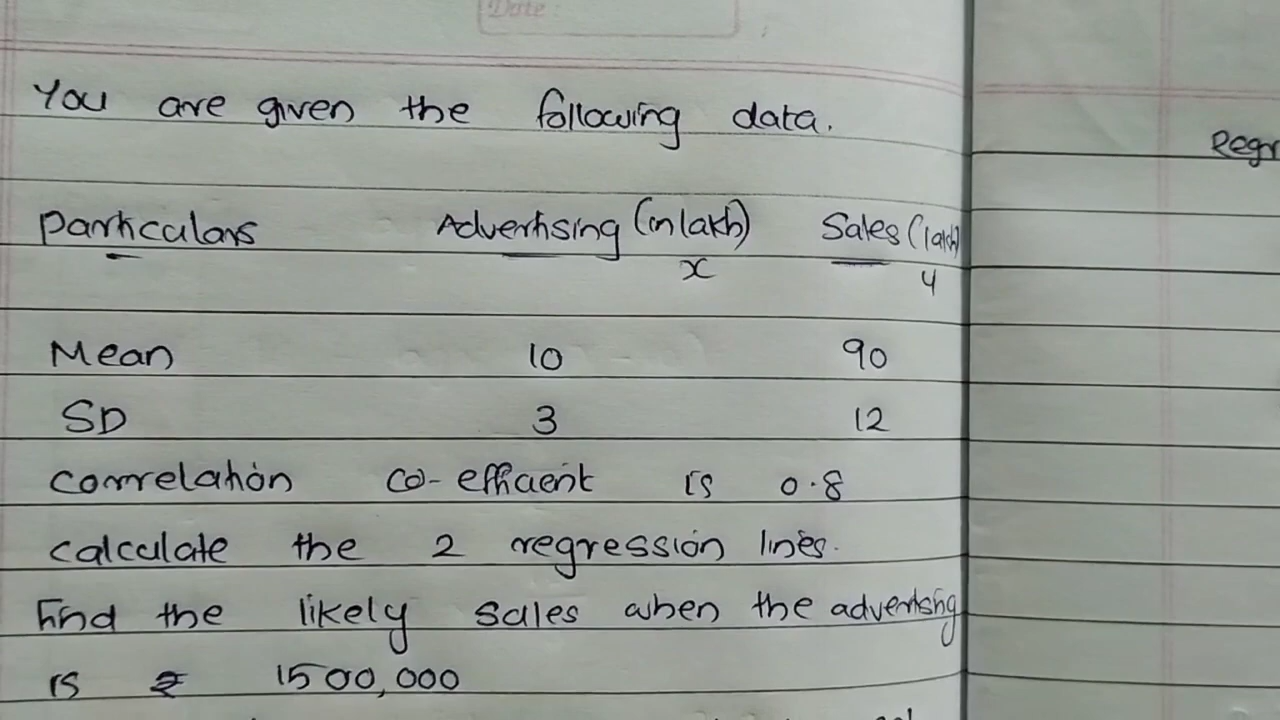 Date:
You are given the following data.
Regr
Particulars Advertising (in lakh) Sales (lakh)
x y
Mean 10 90
SD 3 12
correlation co-efficient is 0.8
calculate the 2 regression lines.
Find the likely sales when the advertising
is ₹ 1500,000